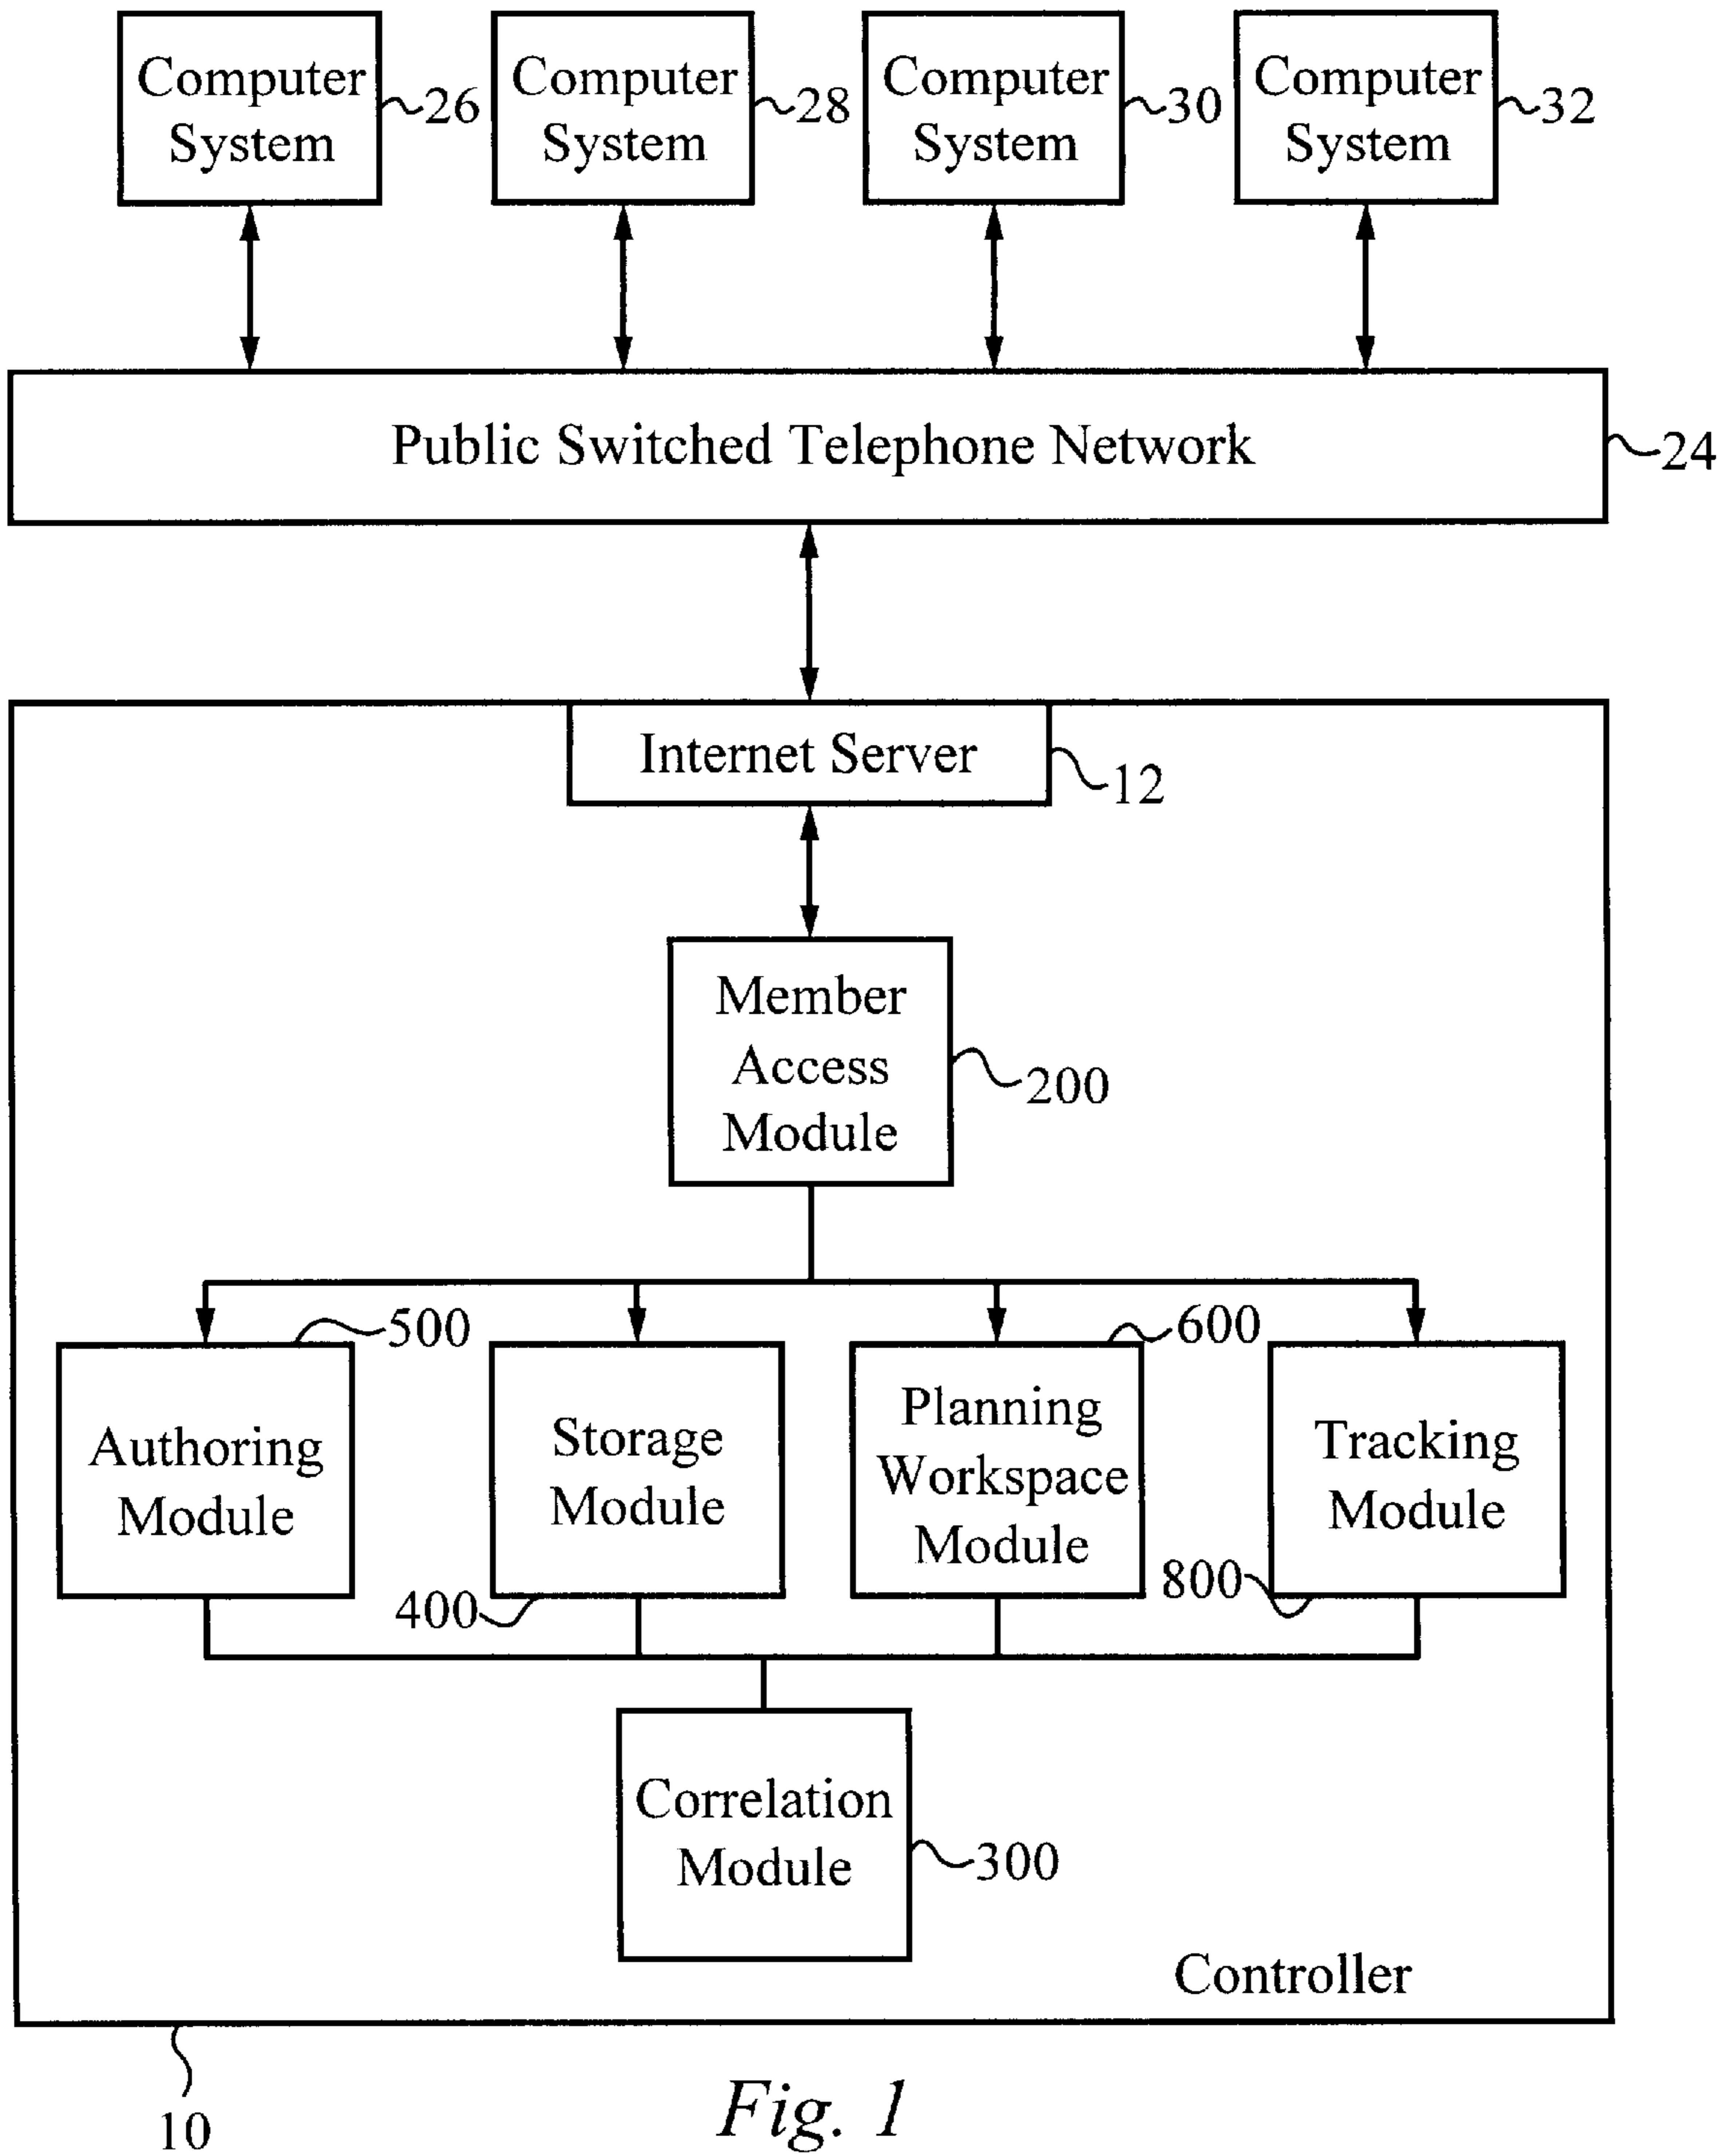 Computer
System
26
Computer
System
28
Computer
System
30
Computer
System
32
Public Switched Telephone Network
24
Internet Server
12
Member
Access
Module
200
500
Authoring
Module
Storage
Module
400
600
Planning
Workspace
Module
Tracking
Module
800
Correlation
Module
300
Controller
10
Fig. 1